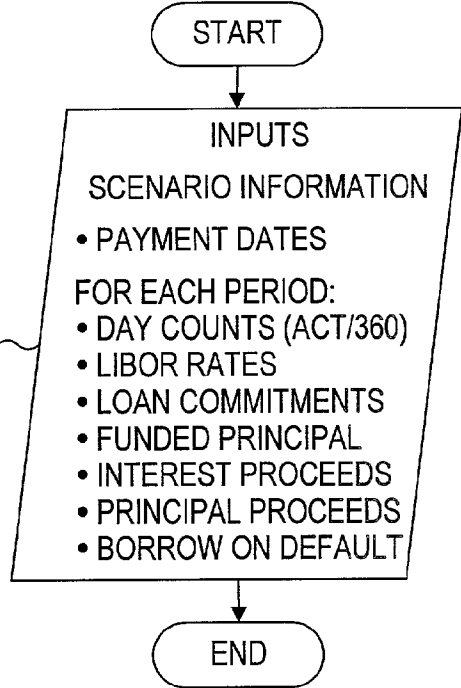 START
INPUTS
SCENARIO INFORMATION
• PAYMENT DATES
FOR EACH PERIOD:
• DAY COUNTS (ACT/360)
• LIBOR RATES
• LOAN COMMITMENTS
• FUNDED PRINCIPAL
• INTEREST PROCEEDS
• PRINCIPAL PROCEEDS
• BORROW ON DEFAULT
END